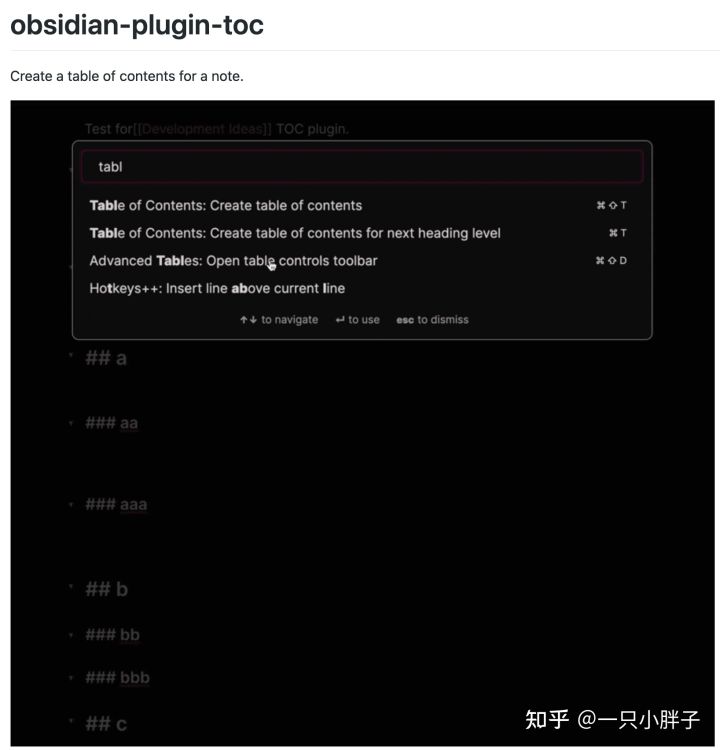 obsidian-plugin-toc
Create a table of contents for a note.
Test for[[Development Ideas]] TOC plugin.
tabl
Table of Contents: Create table of contents ⌘ ⇧ T
Table of Contents: Create table of contents for next heading level ⌘ T
Advanced Tables: Open table controls toolbar ⌘ ⇧ D
Hotkeys++: Insert line above current line
↑↓ to navigate ↵ to use esc to dismiss
## a
### aa
### aaa
## b
### bb
### bbb
## c
知乎 @一只小胖子